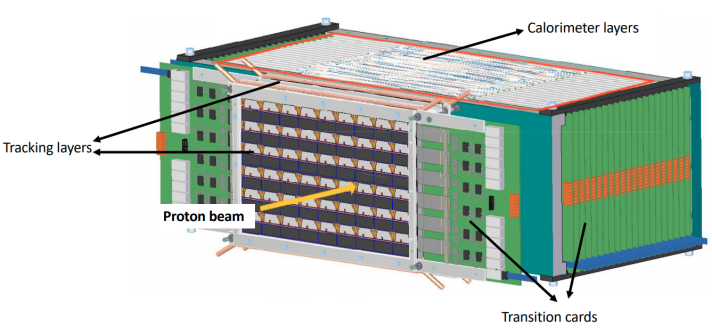 Calorimeter layers
Tracking layers
Proton beam
Transition cards